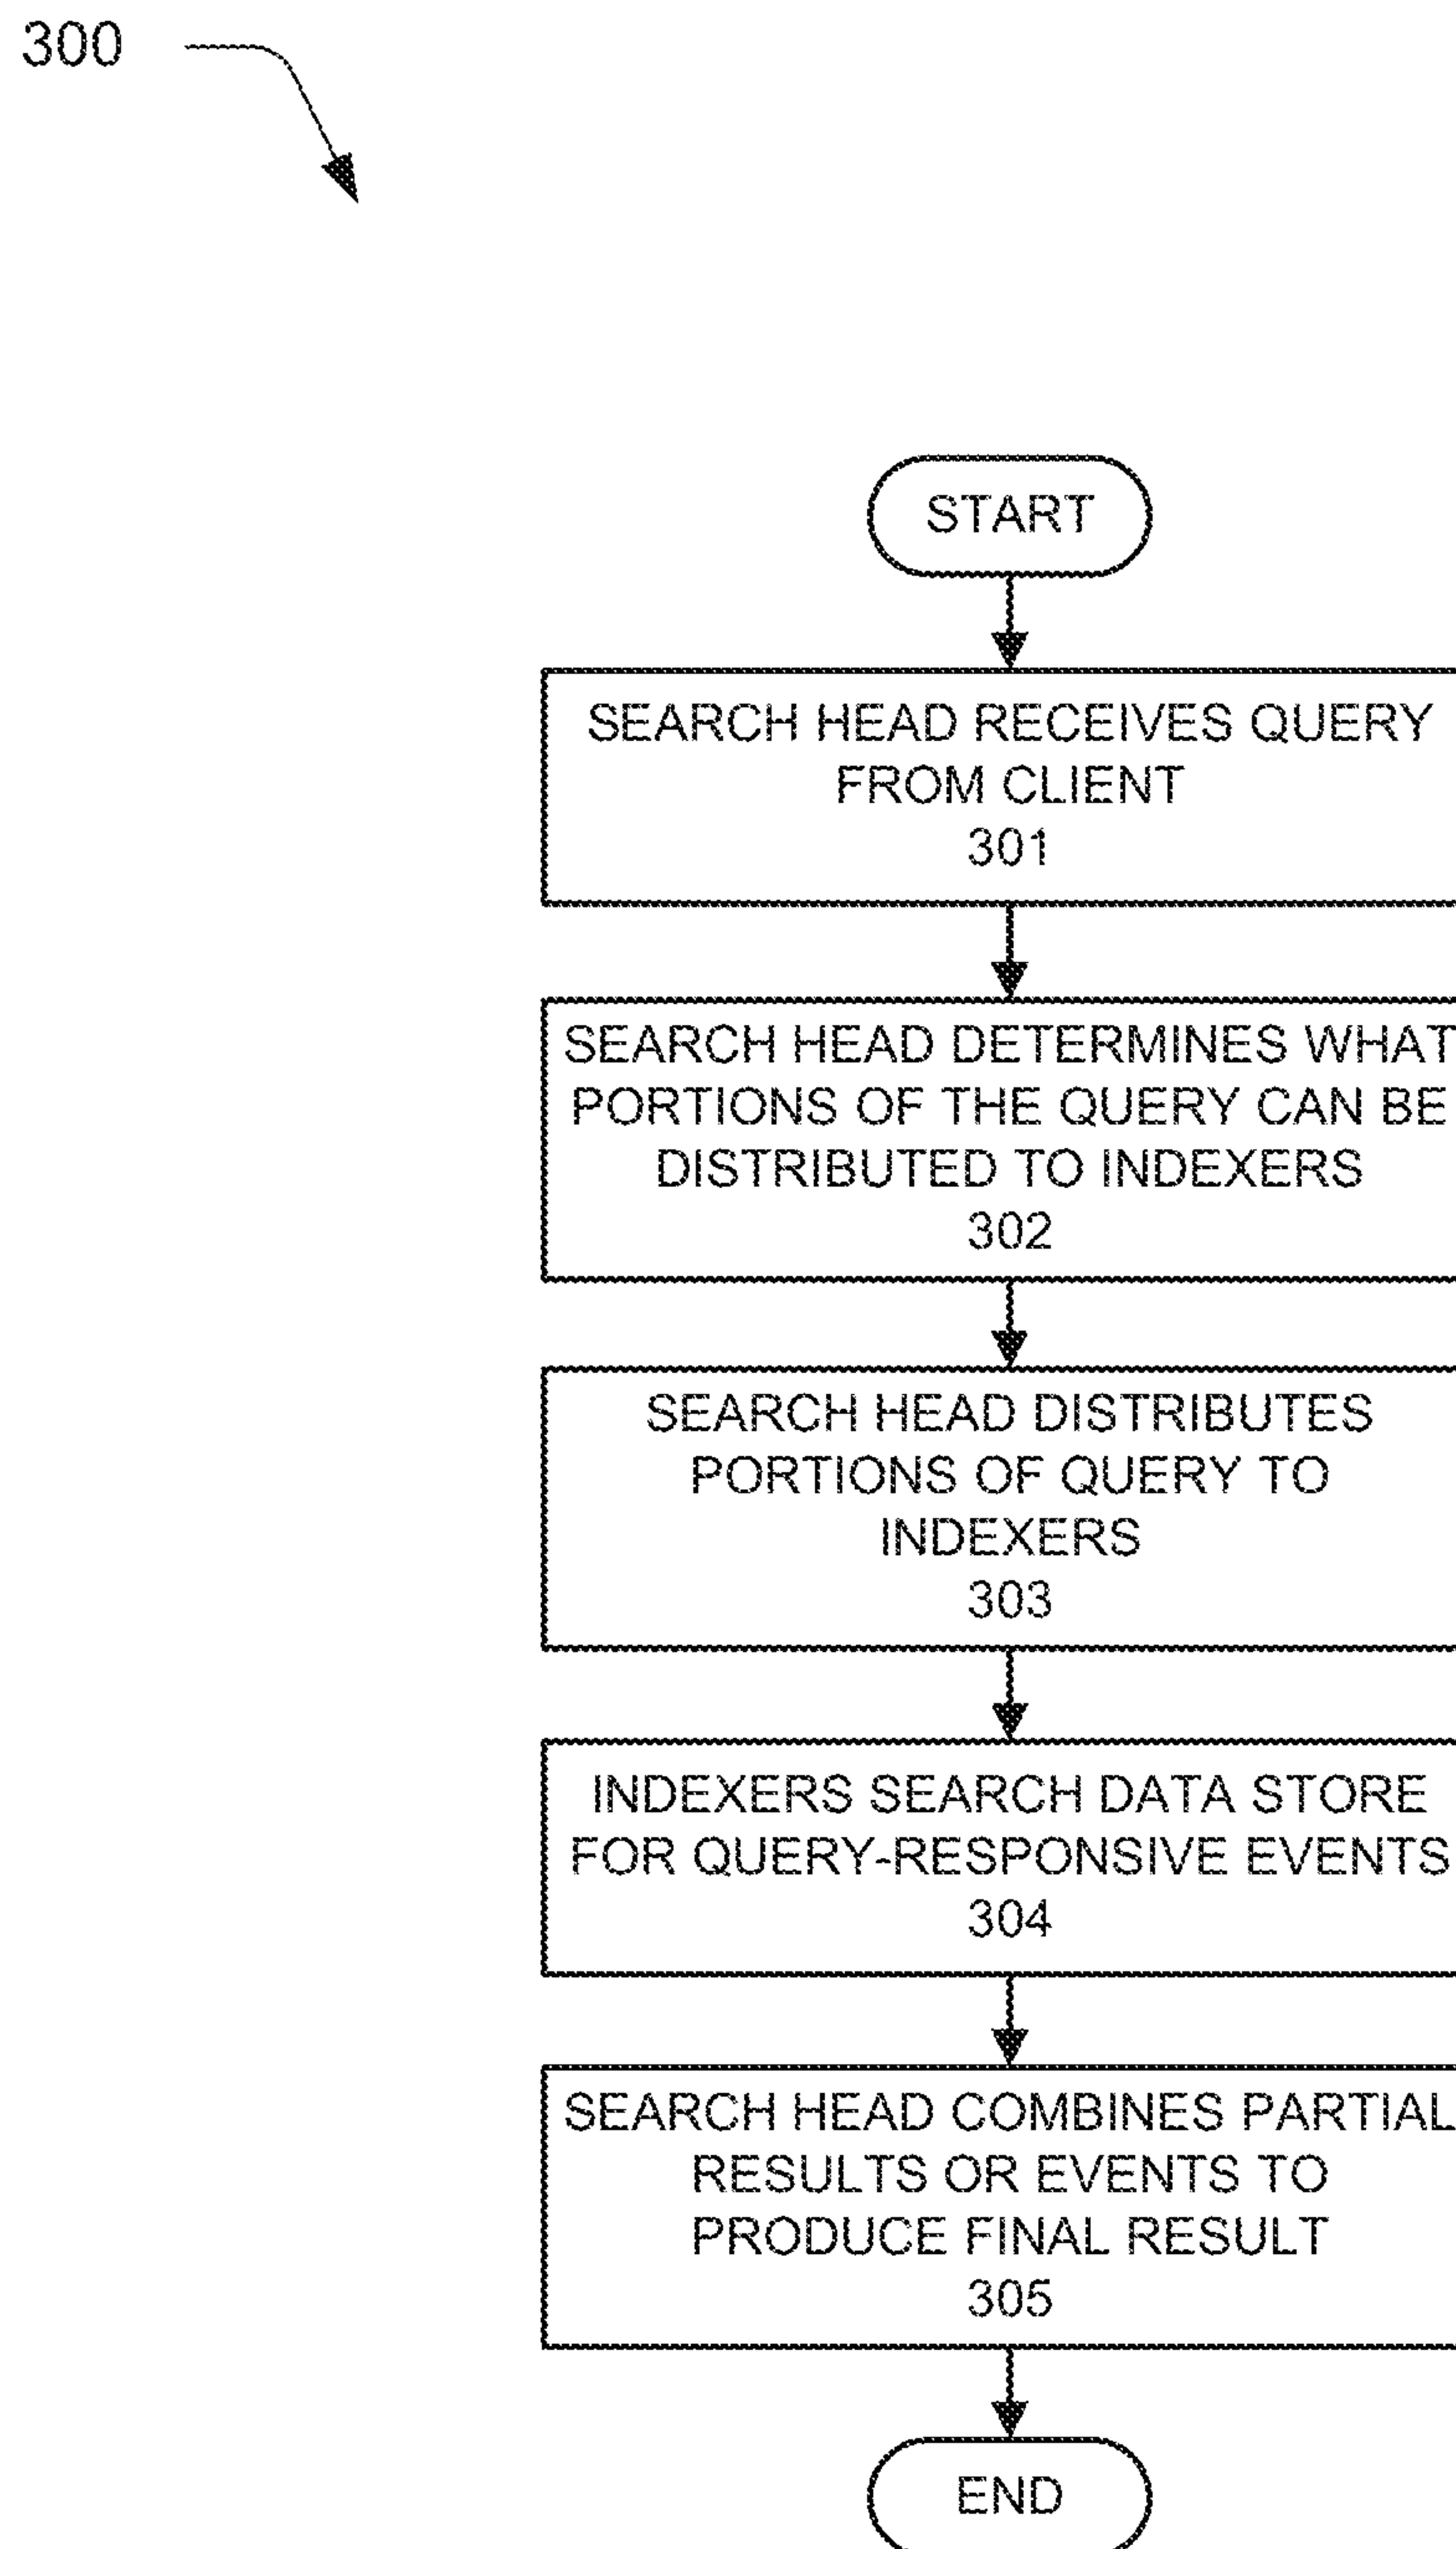 300
START
SEARCH HEAD RECEIVES QUERY
FROM CLIENT
301
SEARCH HEAD DETERMINES WHAT
PORTIONS OF THE QUERY CAN BE
DISTRIBUTED TO INDEXERS
302
SEARCH HEAD DISTRIBUTES
PORTIONS OF QUERY TO
INDEXERS
303
INDEXERS SEARCH DATA STORE
FOR QUERY-RESPONSIVE EVENTS
304
SEARCH HEAD COMBINES PARTIAL
RESULTS OR EVENTS TO
PRODUCE FINAL RESULT
305
END